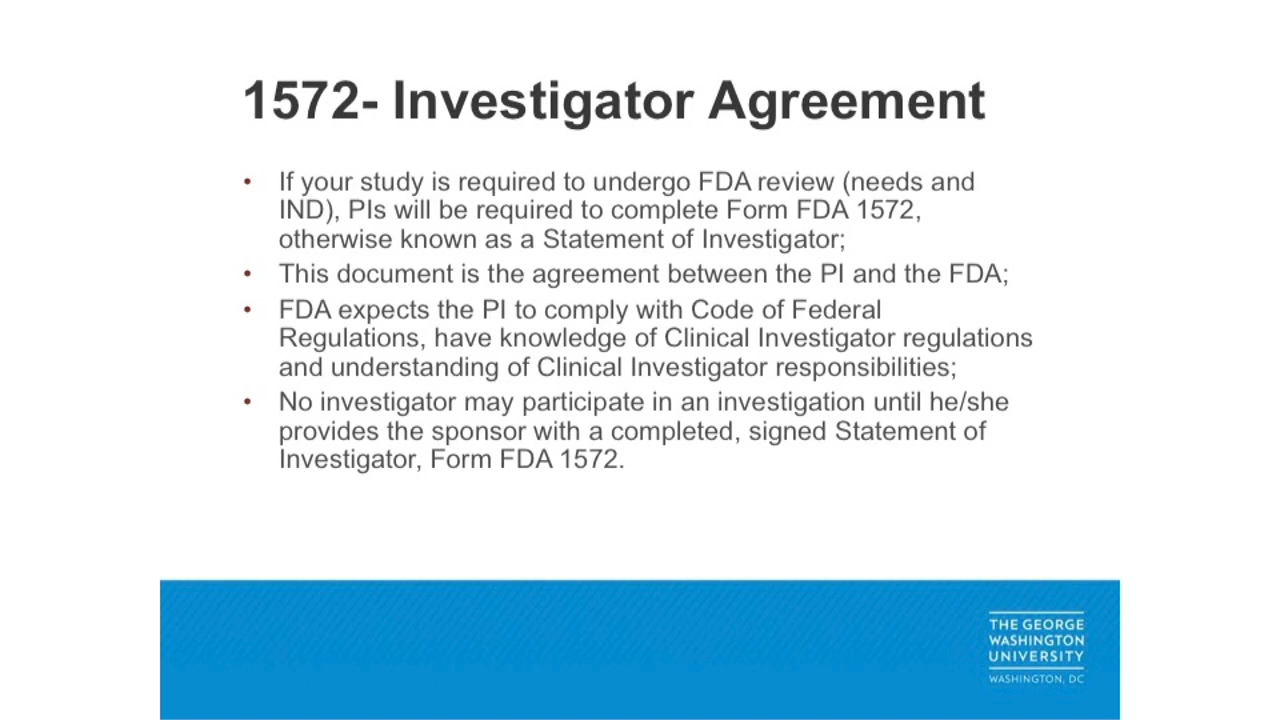 1572- Investigator Agreement
• If your study is required to undergo FDA review (needs and
IND), PIs will be required to complete Form FDA 1572,
otherwise known as a Statement of Investigator;
• This document is the agreement between the PI and the FDA;
• FDA expects the PI to comply with Code of Federal
Regulations, have knowledge of Clinical Investigator regulations
and understanding of Clinical Investigator responsibilities;
• No investigator may participate in an investigation until he/she
provides the sponsor with a completed, signed Statement of
Investigator, Form FDA 1572.
THE GEORGE
WASHINGTON
UNIVERSITY
WASHINGTON, DC